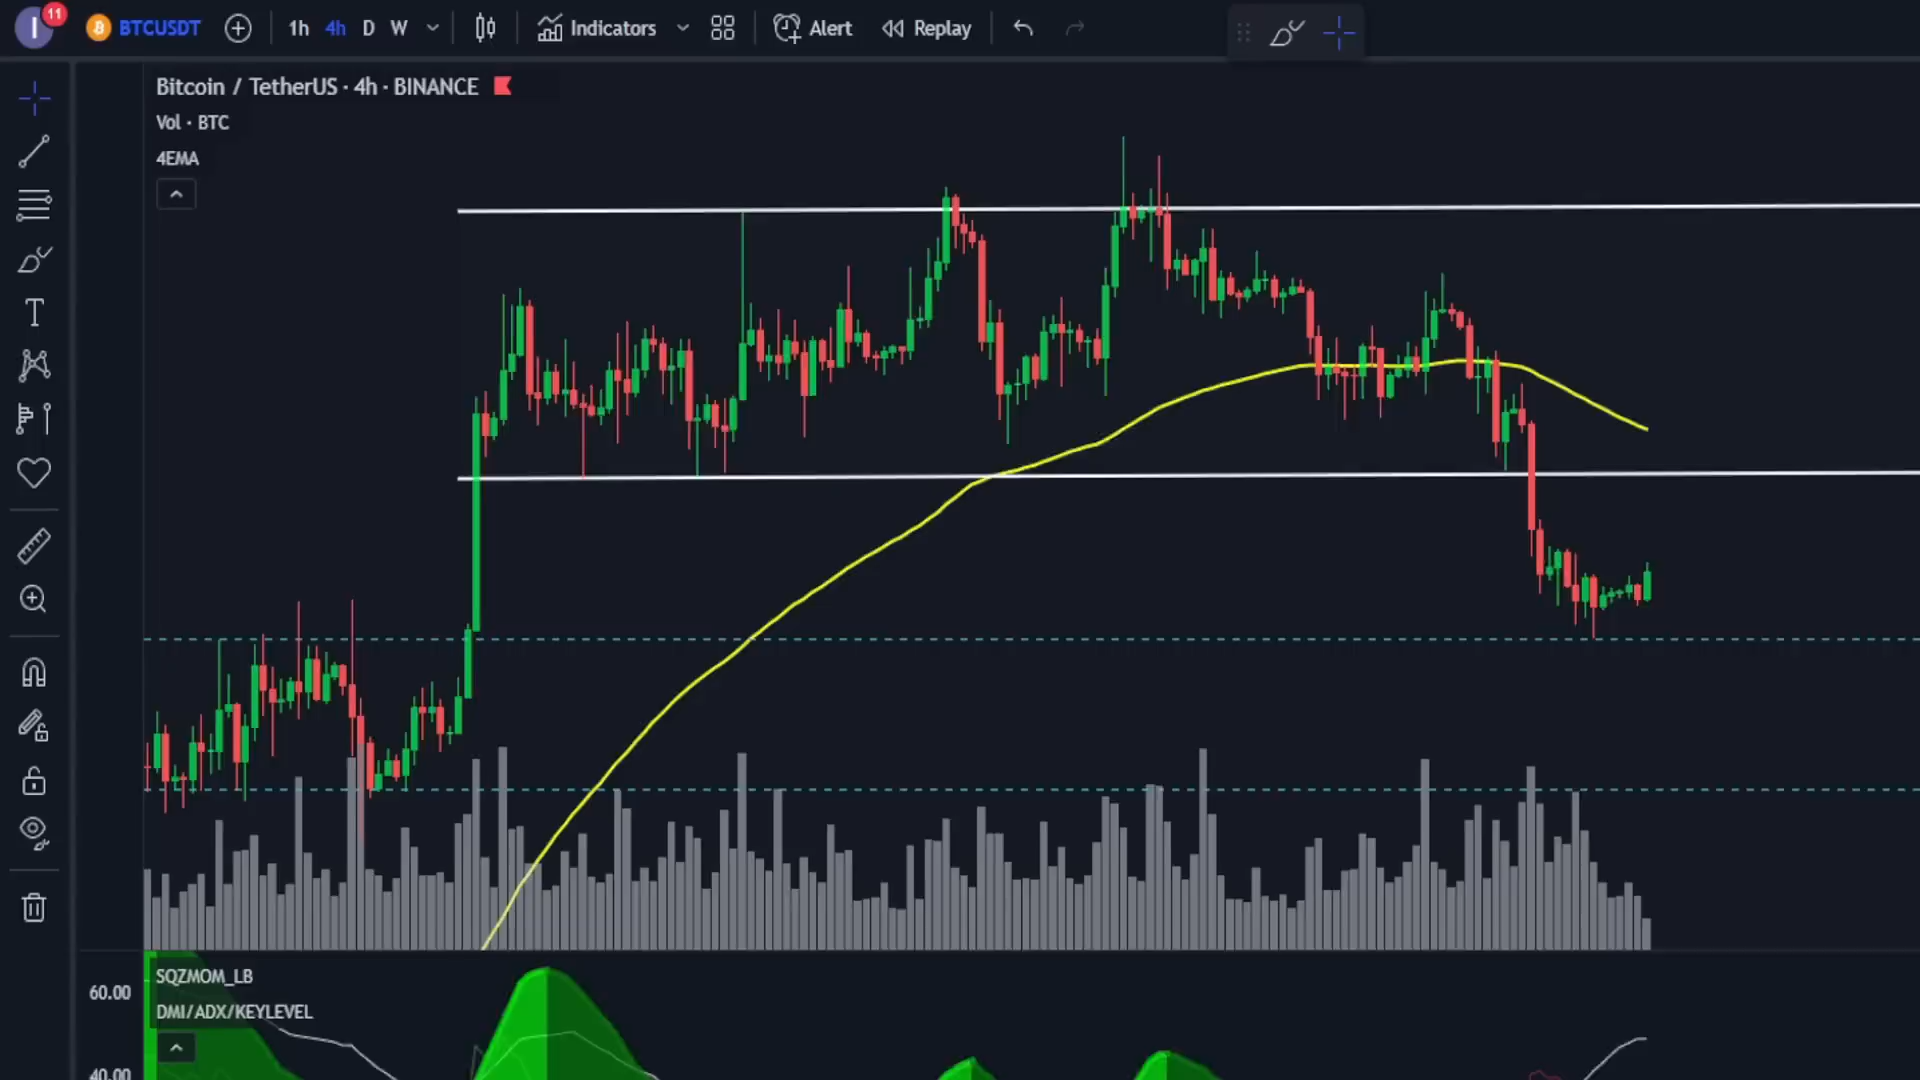 I 11 BTCUSDT 1h 4h D W Indicators Alert Replay
Bitcoin / TetherUS · 4h · BINANCE
Vol · BTC
4EMA
SQZMOM_LB
60.00
DMI/ADX/KEYLEVEL
40.00